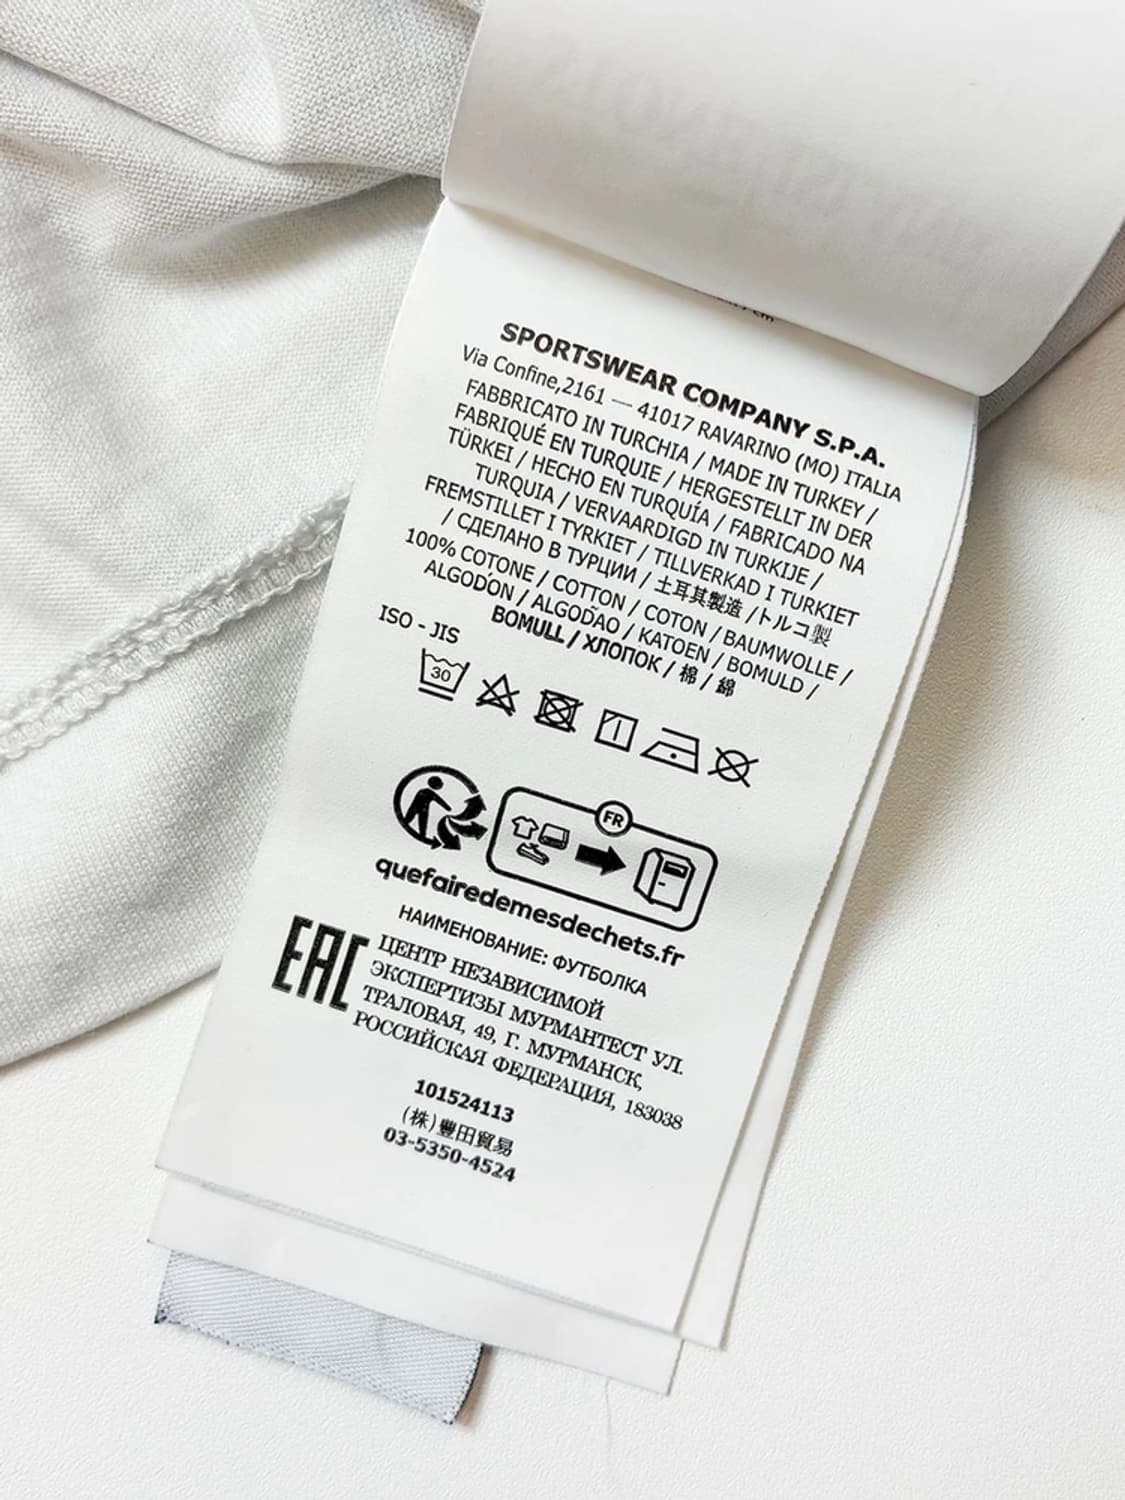 SPORTSWEAR COMPANY S.P.A.
Via Confine,2161 — 41017 RAVARINO (MO) ITALIA
FABBRICATO IN TURCHIA / MADE IN TURKEY /
FABRIQUÉ EN TURQUIE / HERGESTELLT IN DER
TÜRKEI / HECHO EN TURQUÍA / FABRICADO NA
TURQUIA / VERVAARDIGD IN TURKIJE /
FREMSTILLET I TYRKIET / TILLVERKAD I TURKIET
/ СДЕЛАНО В ТУРЦИИ / 土耳其製造 /トルコ製
100% COTONE / COTTON / COTON / BAUMWOLLE /
ALGODON / ALGODÃO / KATOEN / BOMULD /
BOMULL / ХЛОПОК / 棉 / 綿
ISO - JIS
30
FR
quefairedemesdechets.fr
НАИМЕНОВАНИЕ: ФУТБОЛКА
EAC
ЦЕНТР НЕЗАВИСИМОЙ
ЭКСПЕРТИЗЫ МУРМАНТЕСТ УЛ.
ТРАЛОВАЯ, 49, Г. МУРМАНСК,
РОССИЙСКАЯ ФЕДЕРАЦИЯ, 183038
101524113
(株)豊田貿易
03-5350-4524